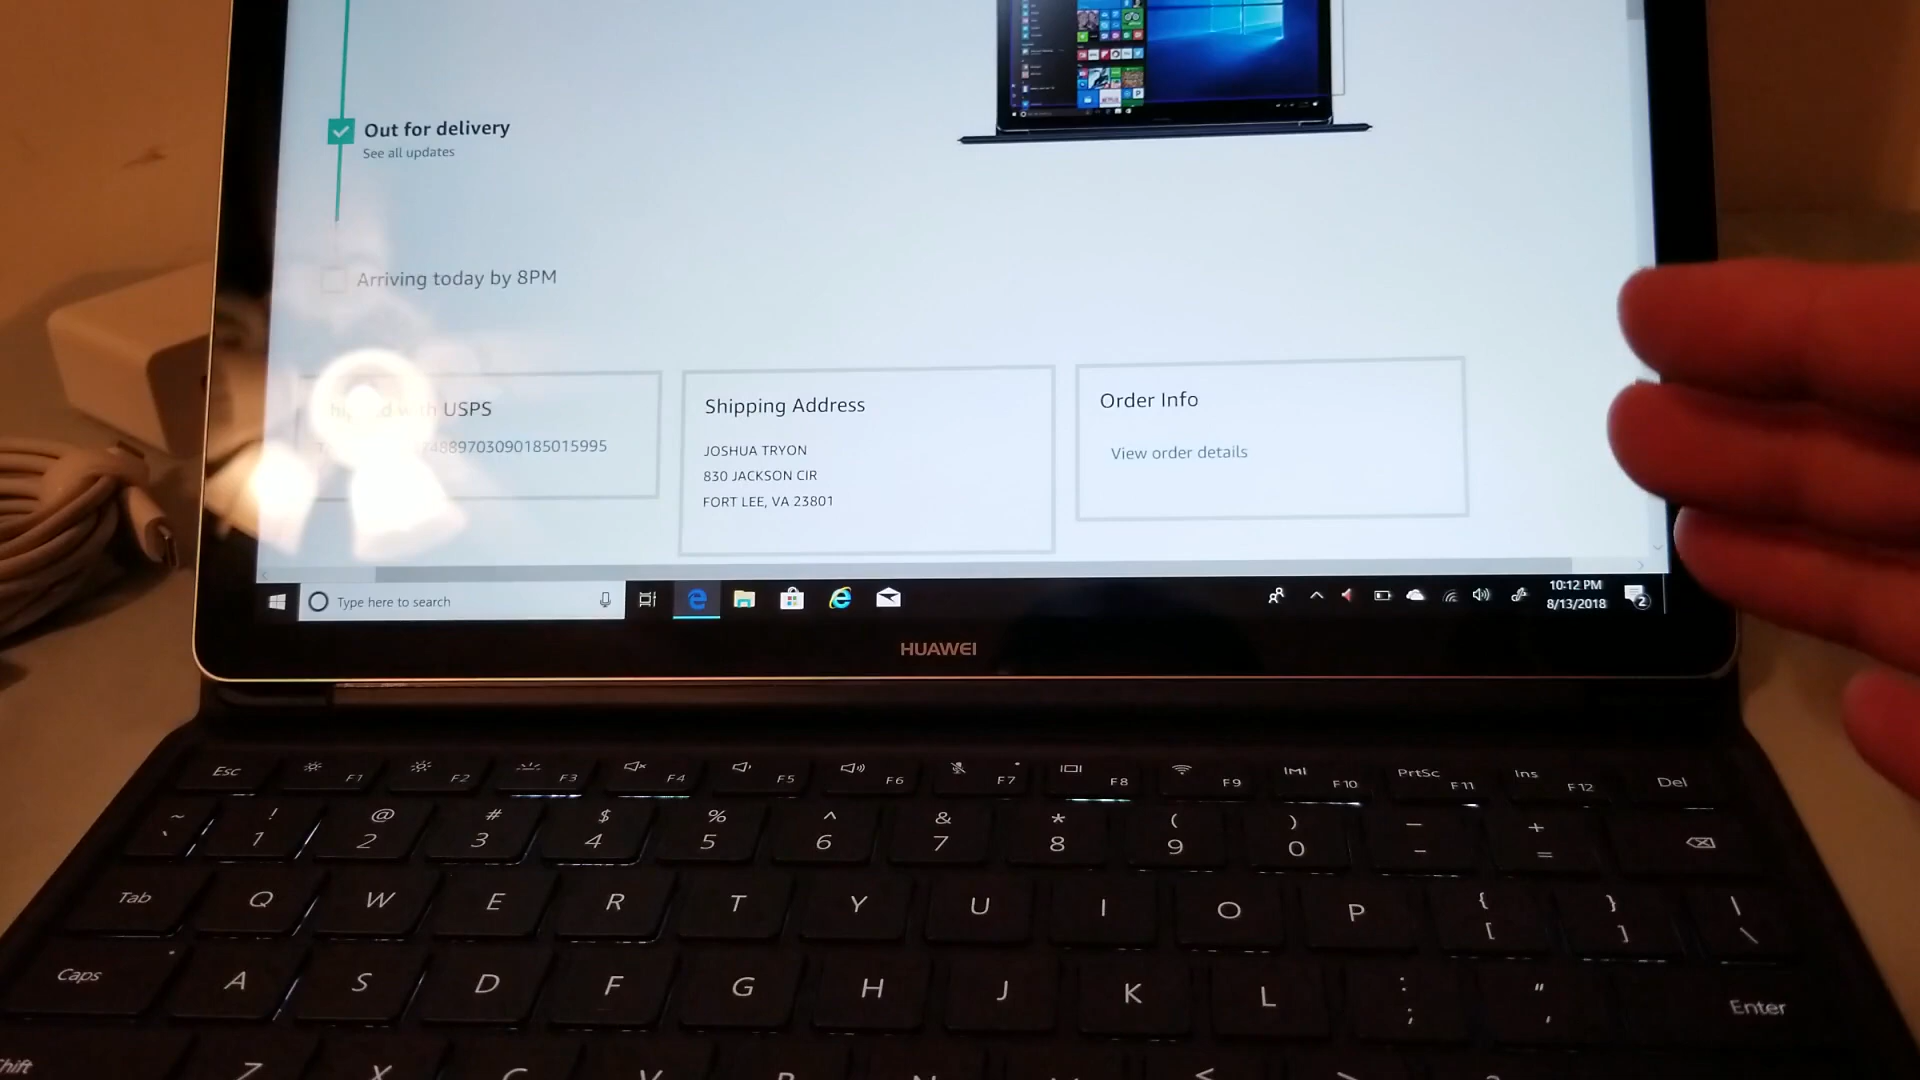 Out for delivery
See all updates
Arriving today by 8PM
USPS
74889703090185015995
Shipping Address
JOSHUA TRYON
830 JACKSON CIR
FORT LEE, VA 23801
Order Info
View order details
Type here to search
10:12 PM
8/13/2018
2
HUAWEI
Esc F1 F2 F3 F4 F5 F6 F7 F8 F9 F10 PrtSc F11 Ins F12 Del
~ ! @ # $ % ^ & * ( ) _ +
` 1 2 3 4 5 6 7 8 9 0 - =
Tab Q W E R T Y U I O P { [ } ] | \
Caps A S D F G H J K L : ; " ' Enter
Shift Z X C V B N M < > ?